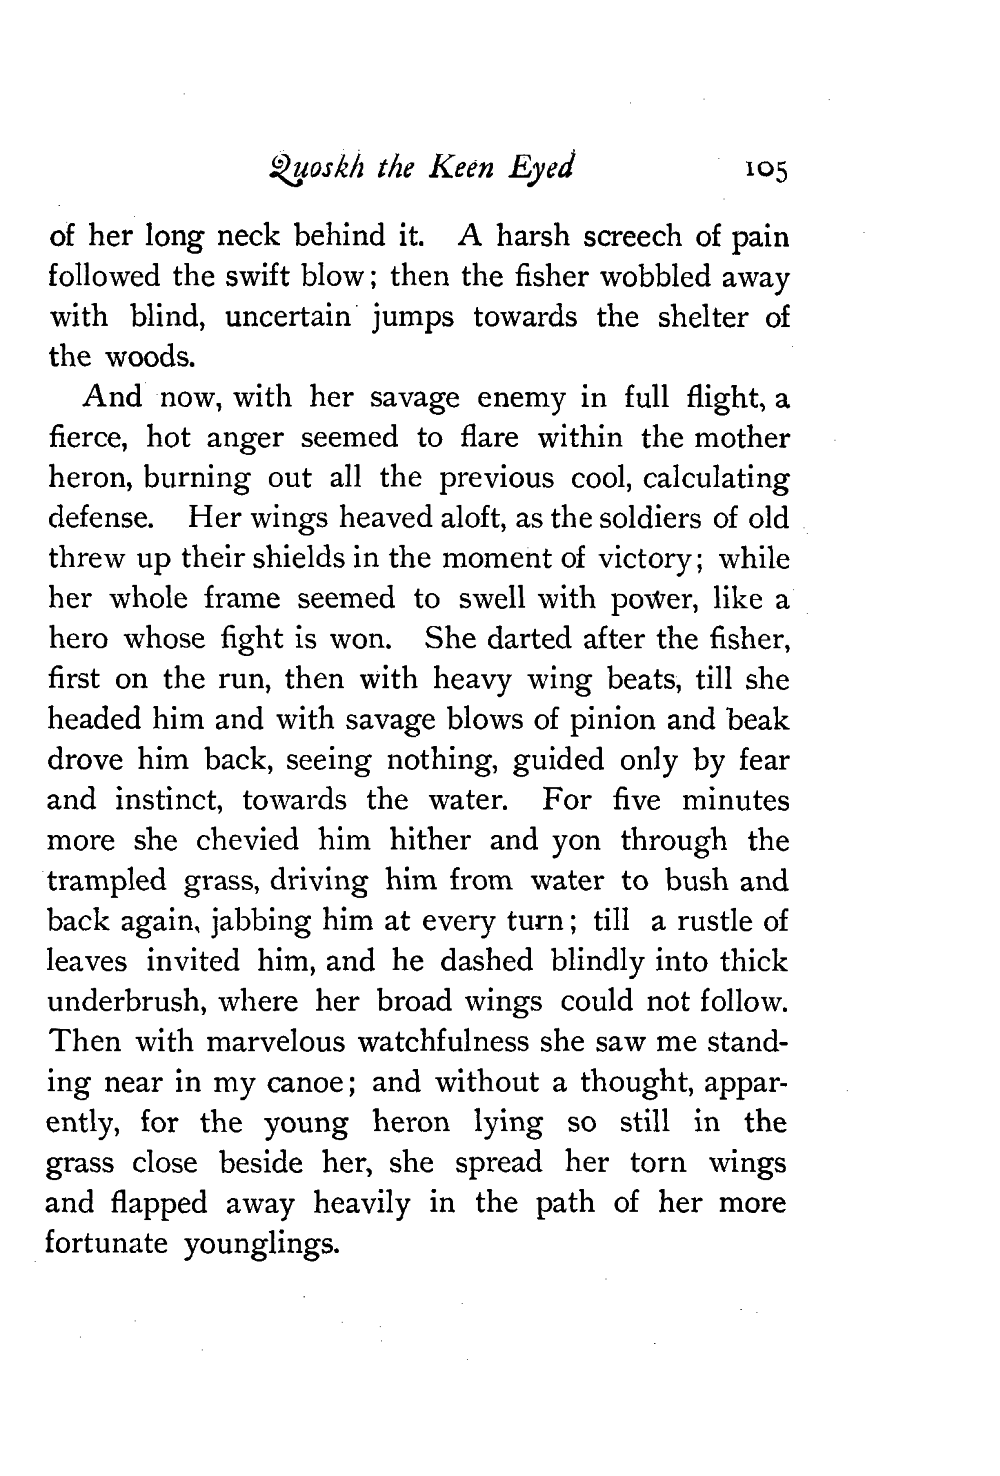 Quoskh the Keen Eyed 105
of her long neck behind it. A harsh screech of pain
followed the swift blow; then the fisher wobbled away
with blind, uncertain jumps towards the shelter of
the woods.
And now, with her savage enemy in full flight, a
fierce, hot anger seemed to flare within the mother
heron, burning out all the previous cool, calculating
defense. Her wings heaved aloft, as the soldiers of old
threw up their shields in the moment of victory; while
her whole frame seemed to swell with power, like a
hero whose fight is won. She darted after the fisher,
first on the run, then with heavy wing beats, till she
headed him and with savage blows of pinion and beak
drove him back, seeing nothing, guided only by fear
and instinct, towards the water. For five minutes
more she chevied him hither and yon through the
trampled grass, driving him from water to bush and
back again, jabbing him at every turn; till a rustle of
leaves invited him, and he dashed blindly into thick
underbrush, where her broad wings could not follow.
Then with marvelous watchfulness she saw me stand-
ing near in my canoe; and without a thought, appar-
ently, for the young heron lying so still in the
grass close beside her, she spread her torn wings
and flapped away heavily in the path of her more
fortunate younglings.